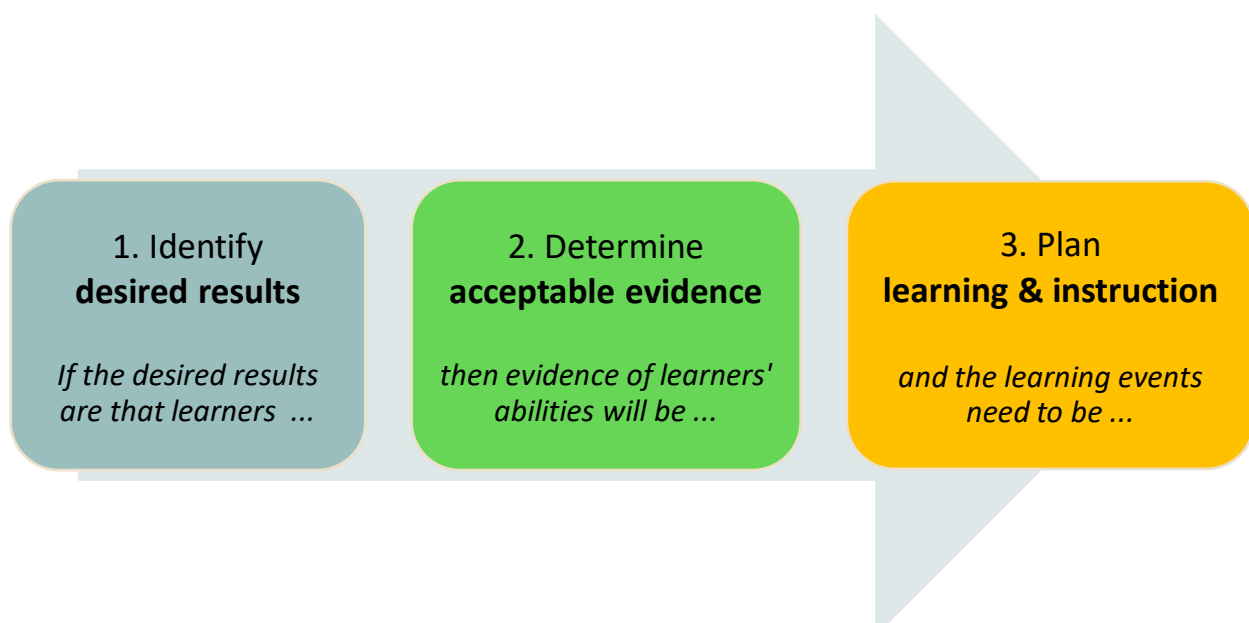 1. Identify
desired results
If the desired results
are that learners  ...
2. Determine
acceptable evidence
then evidence of learners'
abilities will be ...
3. Plan
learning & instruction
and the learning events
need to be ...